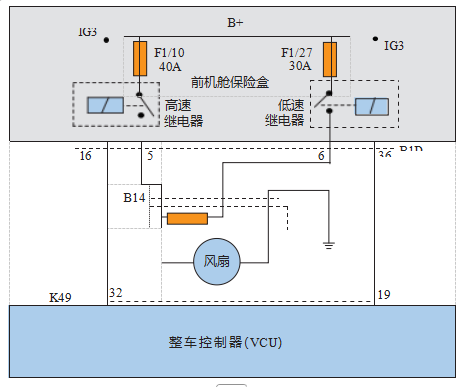 B+
IG3
F1/10
40A
F1/27
30A
IG3
前机舱保险盒
高速
继电器
低速
继电器
16
5
6
36
B1D
B14
风扇
K49
32
19
整车控制器(VCU)